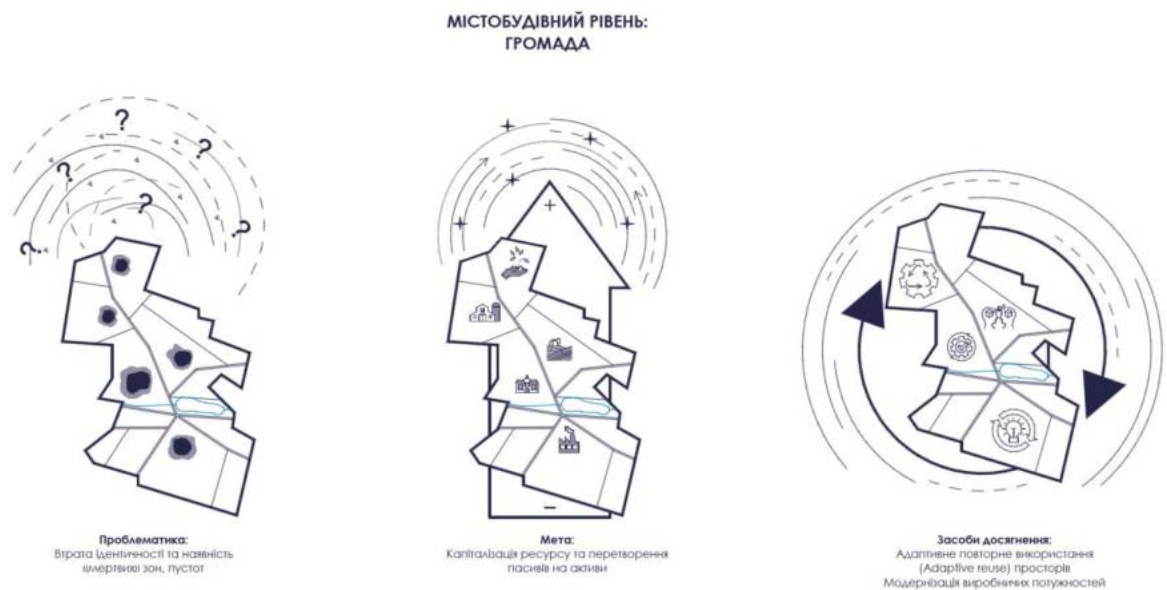 МІСТОБУДІВНИЙ РІВЕНЬ:
ГРОМАДА
?
?
?
?
?
?
+
−
Проблематика:
Втрата ідентичності та наявність
«мертвих» зон, пустот
Мета:
Капіталізація ресурсу та перетворення
пасивів на активи
Засоби досягнення:
Адаптивне повторне використання
(Adaptive reuse) просторів
Модернізація виробничих потужностей